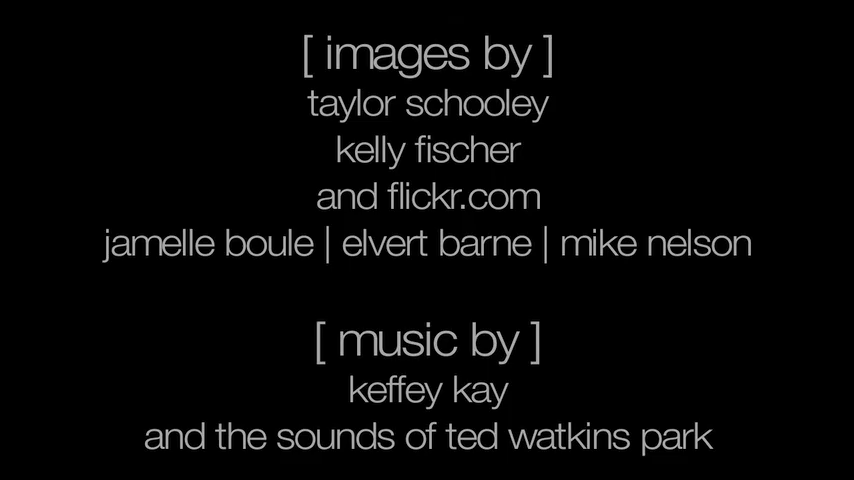 [ images by ]
taylor schooley
kelly fischer
and flickr.com
jamelle boule | elvert barne | mike nelson
[ music by ]
keffey kay
and the sounds of ted watkins park